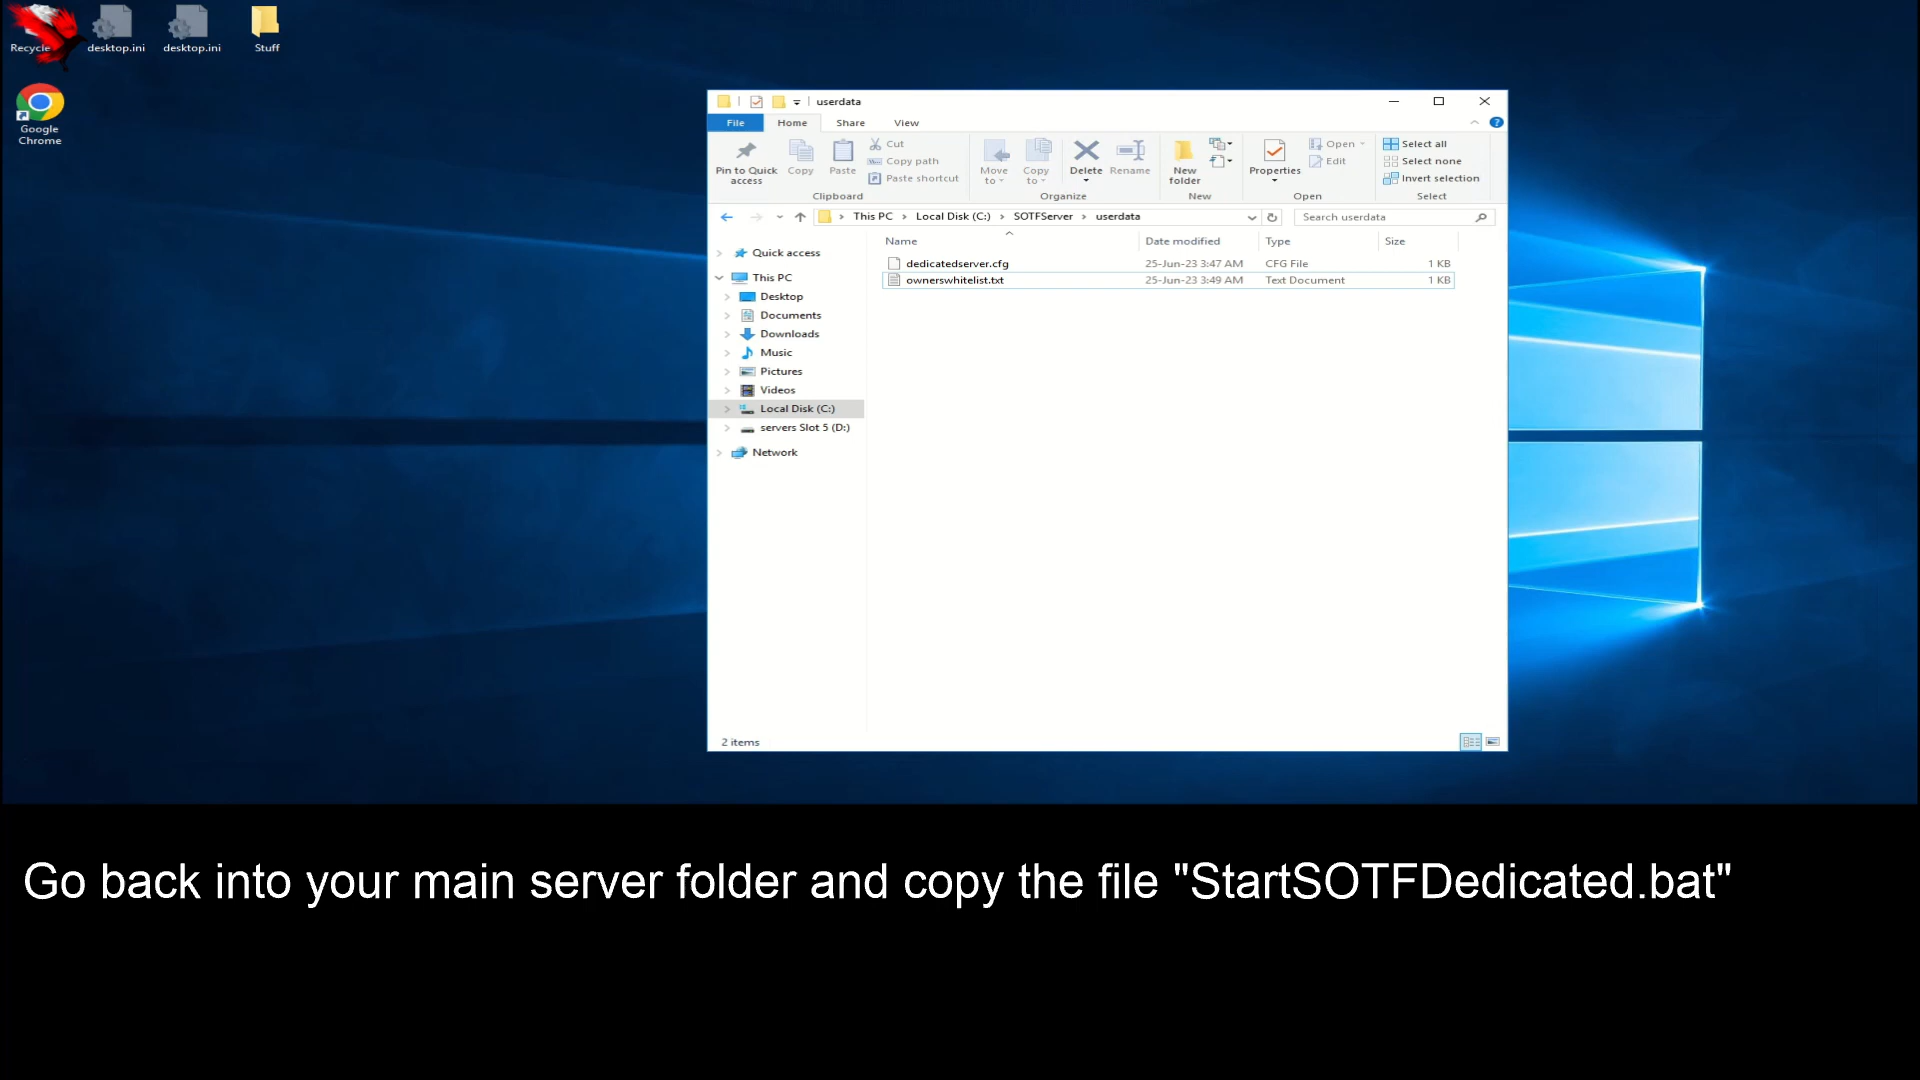 Recycle
desktop.ini
desktop.ini
Stuff
Google
Chrome
userdata
File
Home
Share
View
Pin to Quick
access
Copy
Paste
Cut
Copy path
Paste shortcut
Clipboard
Move
to
Copy
to
Delete
Rename
Organize
New
folder
New
Properties
Open
Edit
Open
Select all
Select none
Invert selection
Select
This PC > Local Disk (C:) > SOTFServer > userdata
Search userdata
Name
Date modified
Type
Size
dedicatedserver.cfg 25-Jun-23 3:47 AM CFG File 1 KB
ownerswhitelist.txt 25-Jun-23 3:49 AM Text Document 1 KB
Quick access
This PC
Desktop
Documents
Downloads
Music
Pictures
Videos
Local Disk (C:)
servers Slot 5 (D:)
Network
2 items
Go back into your main server folder and copy the file "StartSOTFDedicated.bat"